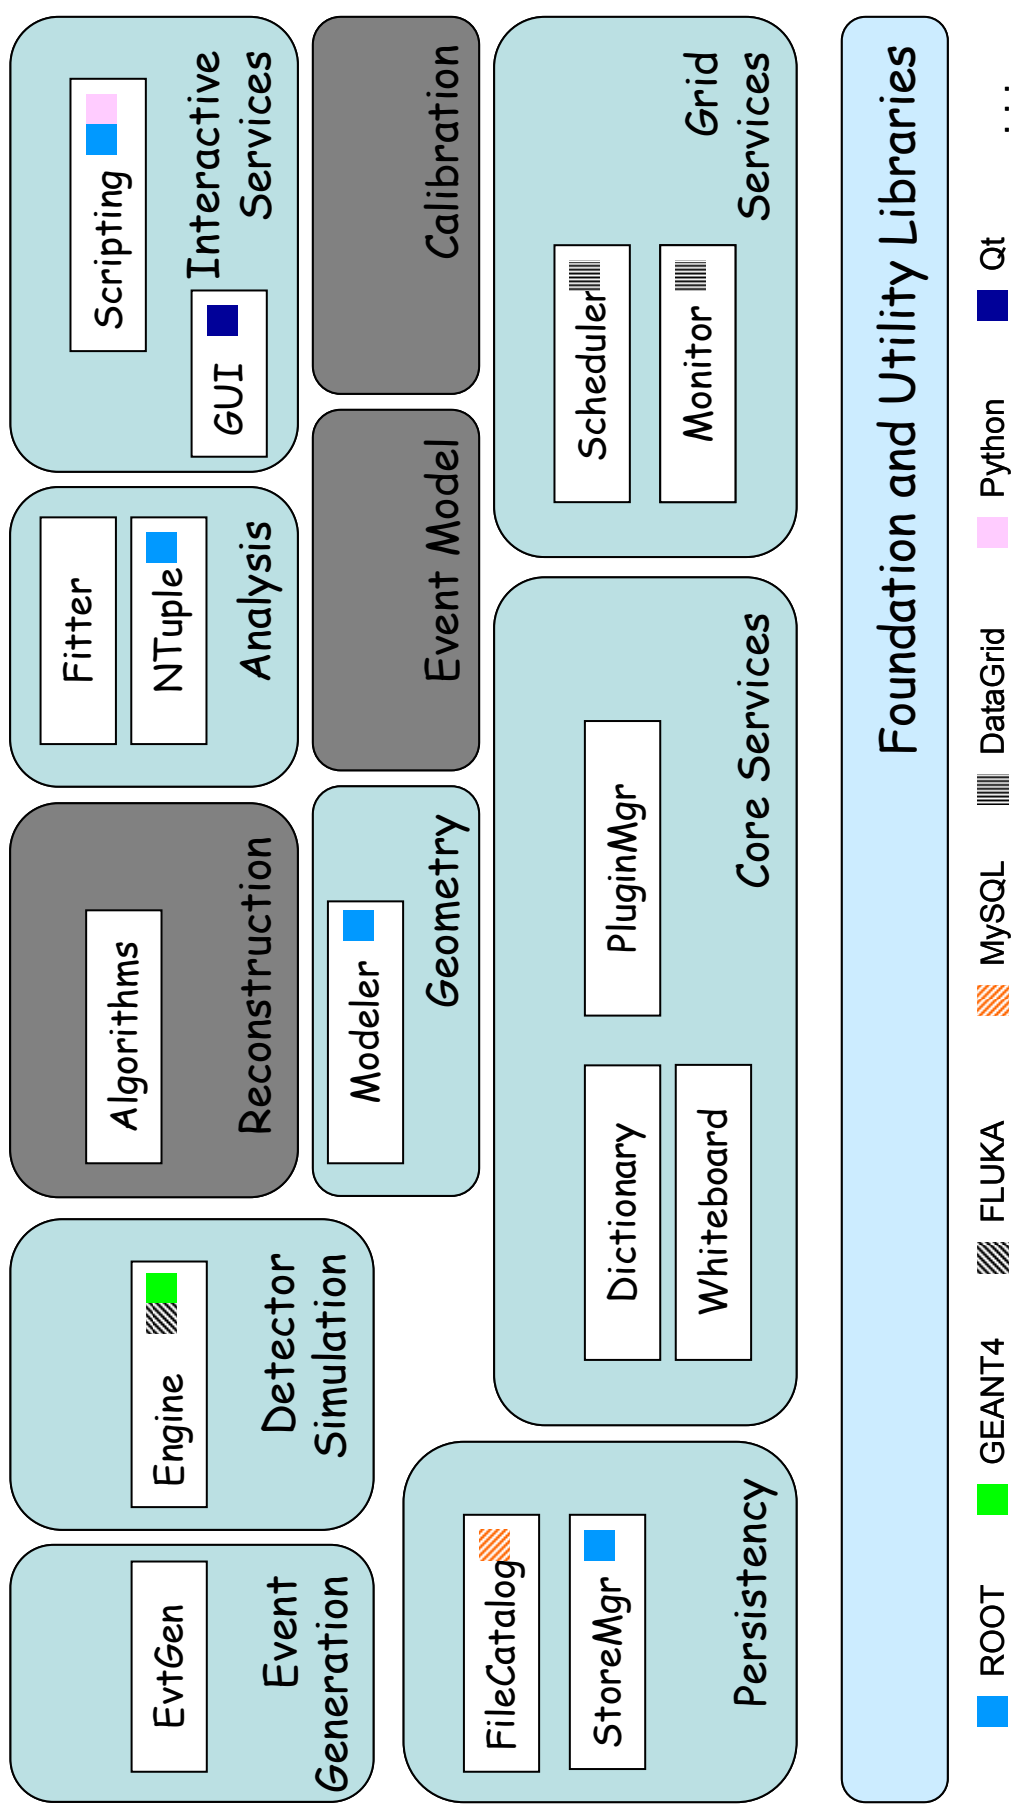 EvtGen
Event
Generation
Engine
Detector
Simulation
Algorithms
Reconstruction
Fitter
NTuple
Analysis
Scripting
GUI
Interactive
Services
Modeler
Geometry
Event Model
Calibration
FileCatalog
StoreMgr
Persistency
Dictionary
Whiteboard
PluginMgr
Core Services
Scheduler
Monitor
Grid
Services
Foundation and Utility Libraries
ROOT
GEANT4
FLUKA
MySQL
DataGrid
Python
Qt